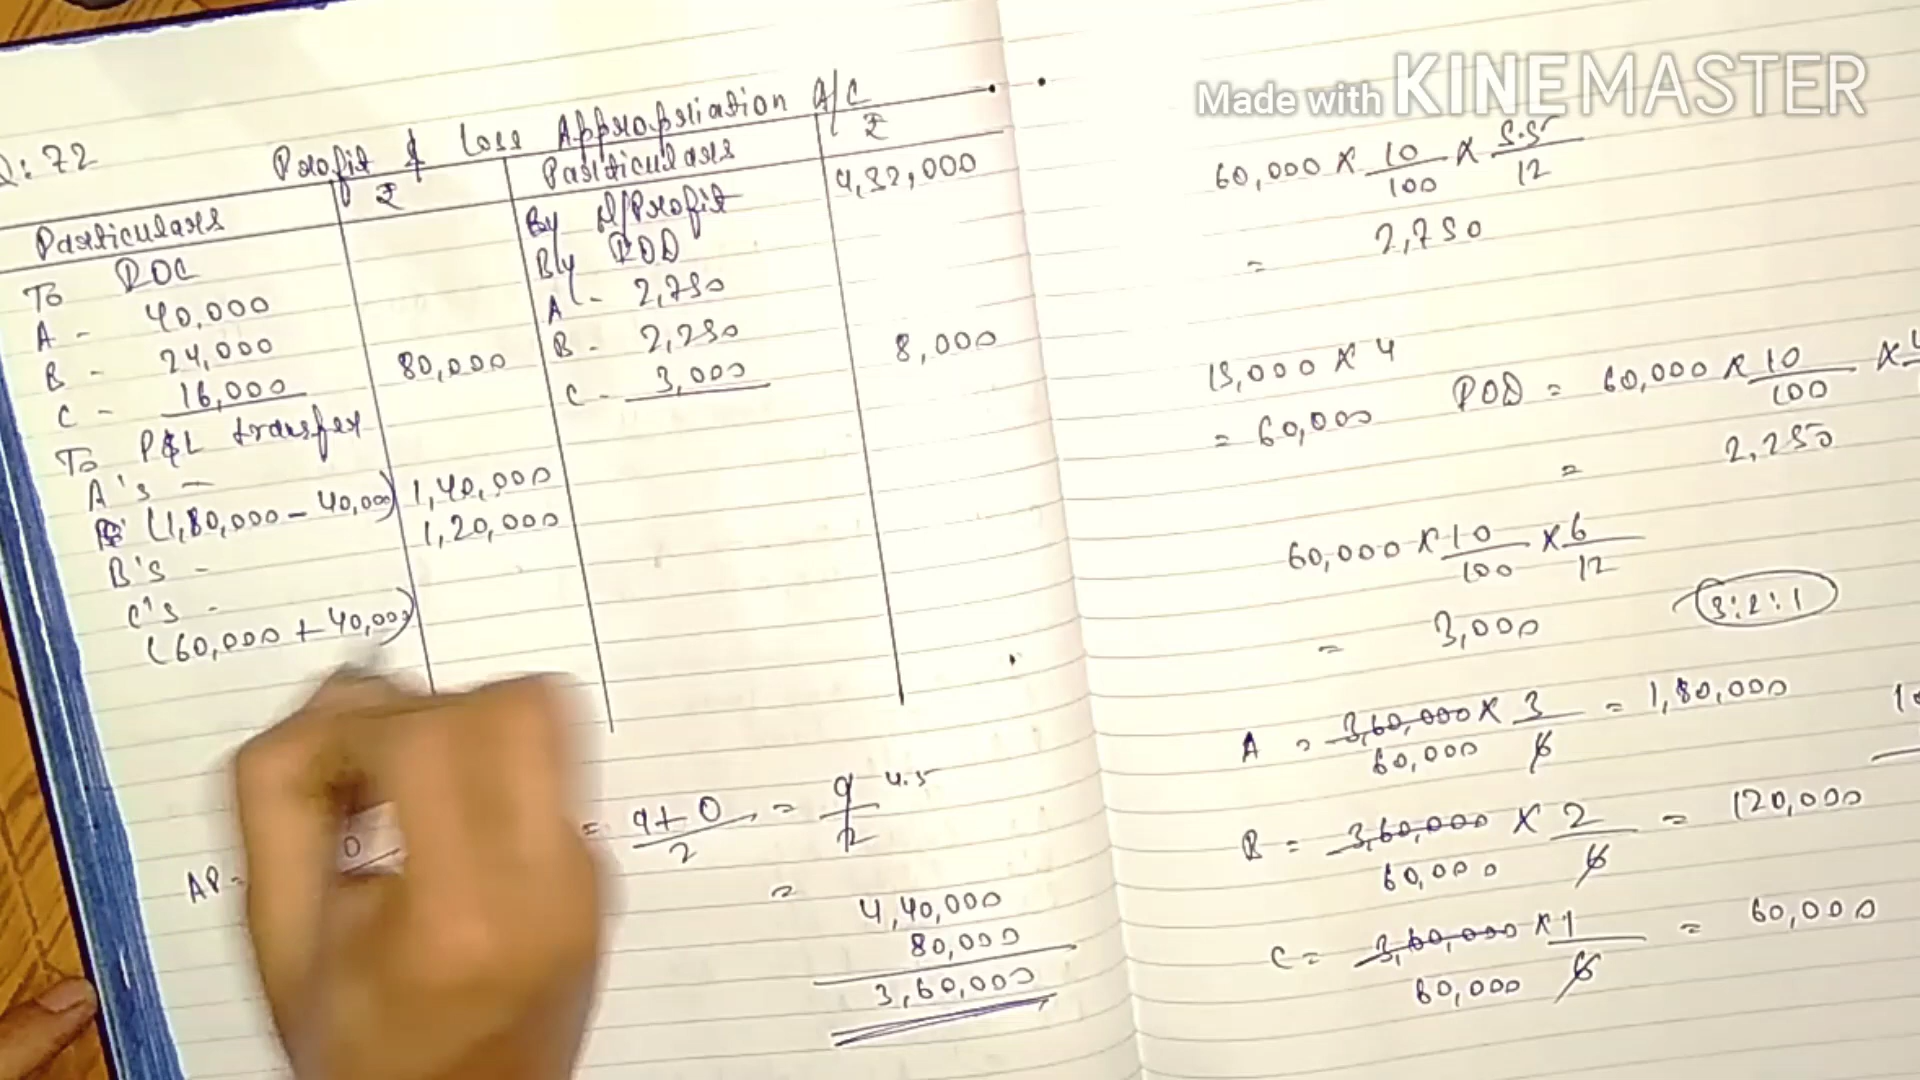 Q:72
Profit & Loss Appropriation A/C
Particulars ₹ Particulars ₹
To IOC By N/Profit 4,32,000
A - 40,000 By IOD
B - 24,000 A - 2,750
C - 16,000 80,000 B - 2,250
To P&L transfer C - 3,000 8,000
A's -
(1,80,000 - 40,000) 1,40,000
B's - 1,20,000
C's -
(60,000 + 40,000)
AP =
0
= 9+0/2 = 9/2 4.5
=
4,40,000
80,000
3,60,000
Made with KINEMASTER
60,000 × 10/100 × 5.5/12
= 2,750
15,000 × 4
= 60,000 IOD = 60,000 × 10/100 ×
= 2,250
60,000 × 10/100 × 6/12
= 3,000 3:2:1
A = 3,60,000 × 3/6 = 1,80,000
60,000
B = 3,60,000 × 2/6 = 120,000
60,000
C = 3,60,000 × 1/6 = 60,000
60,000